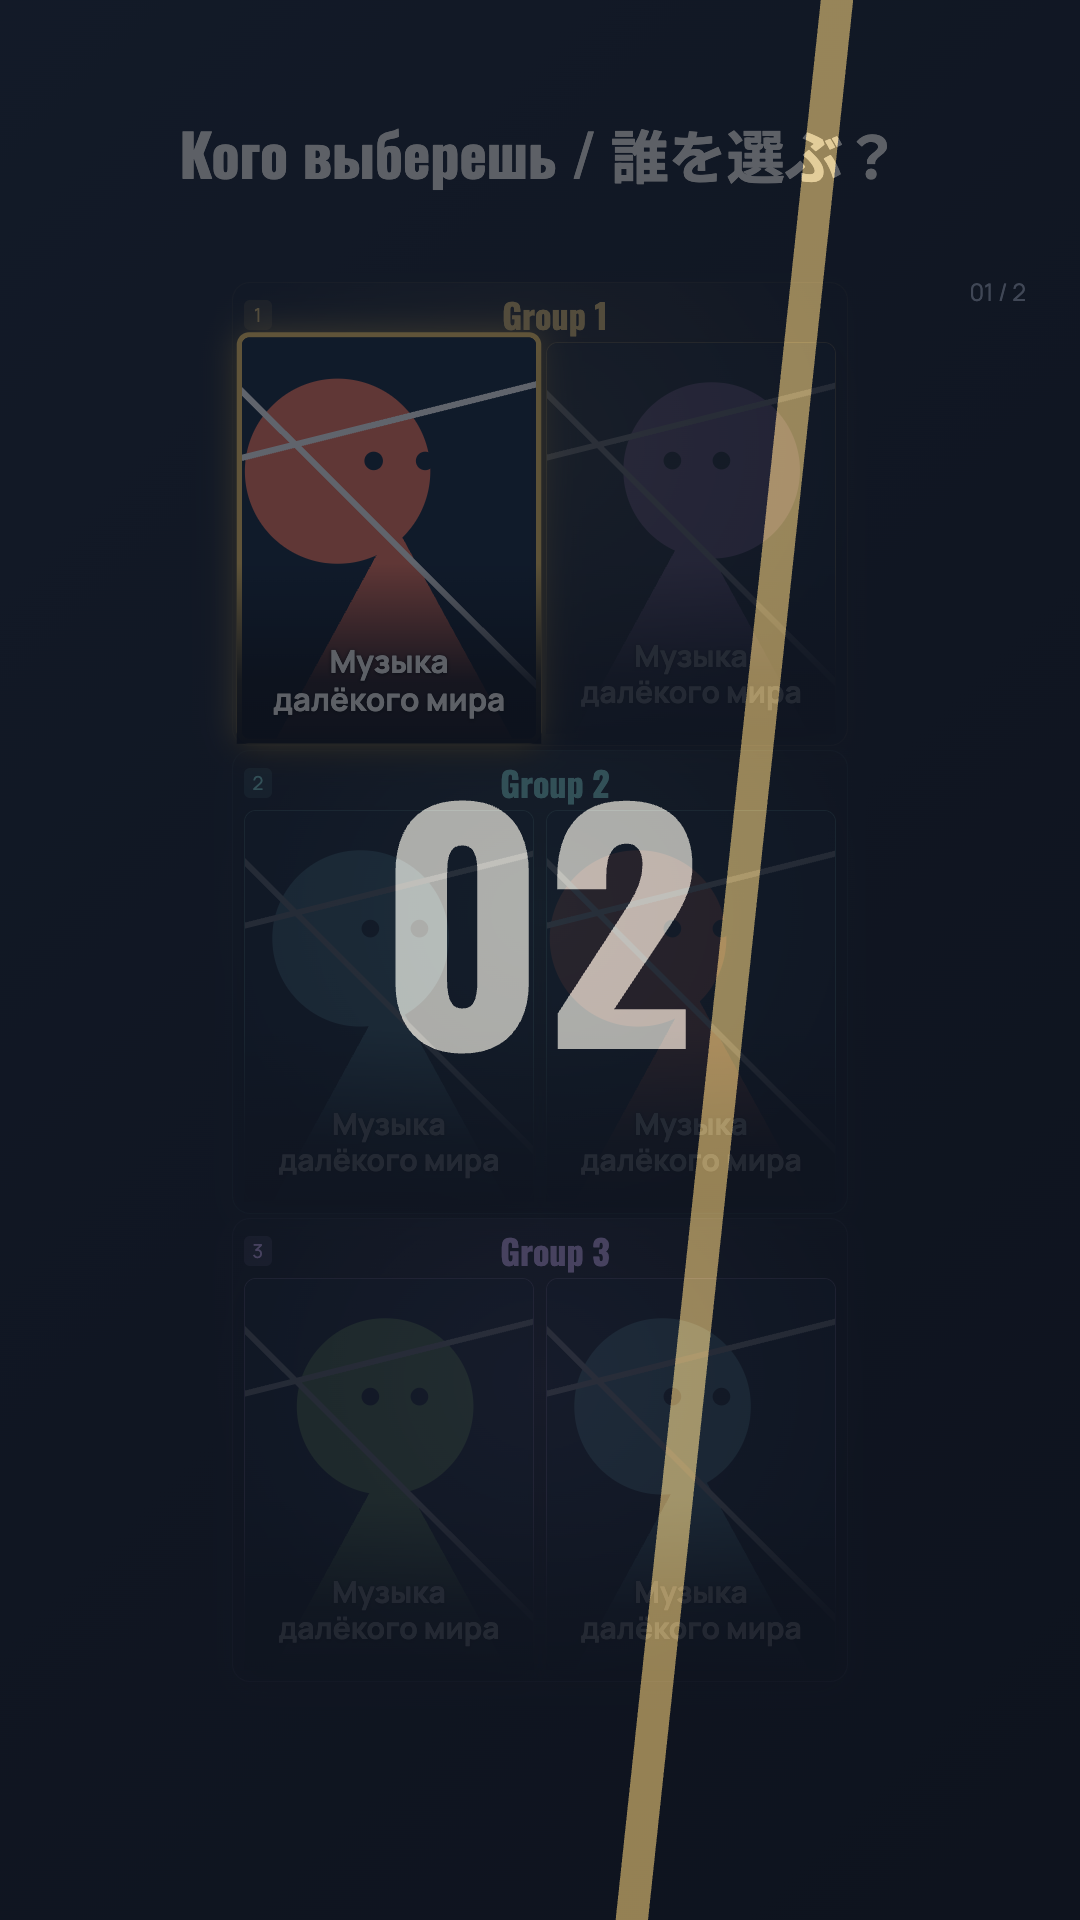 Кого выберешь / 誰を選ぶ？
01 / 2
1
Group 1
Музыка
далёкого мира
Музыка
далёкого мира
2
Group 2
02
Музыка
далёкого мира
Музыка
далёкого мира
3
Group 3
Музыка
далёкого мира
Музыка
далёкого мира